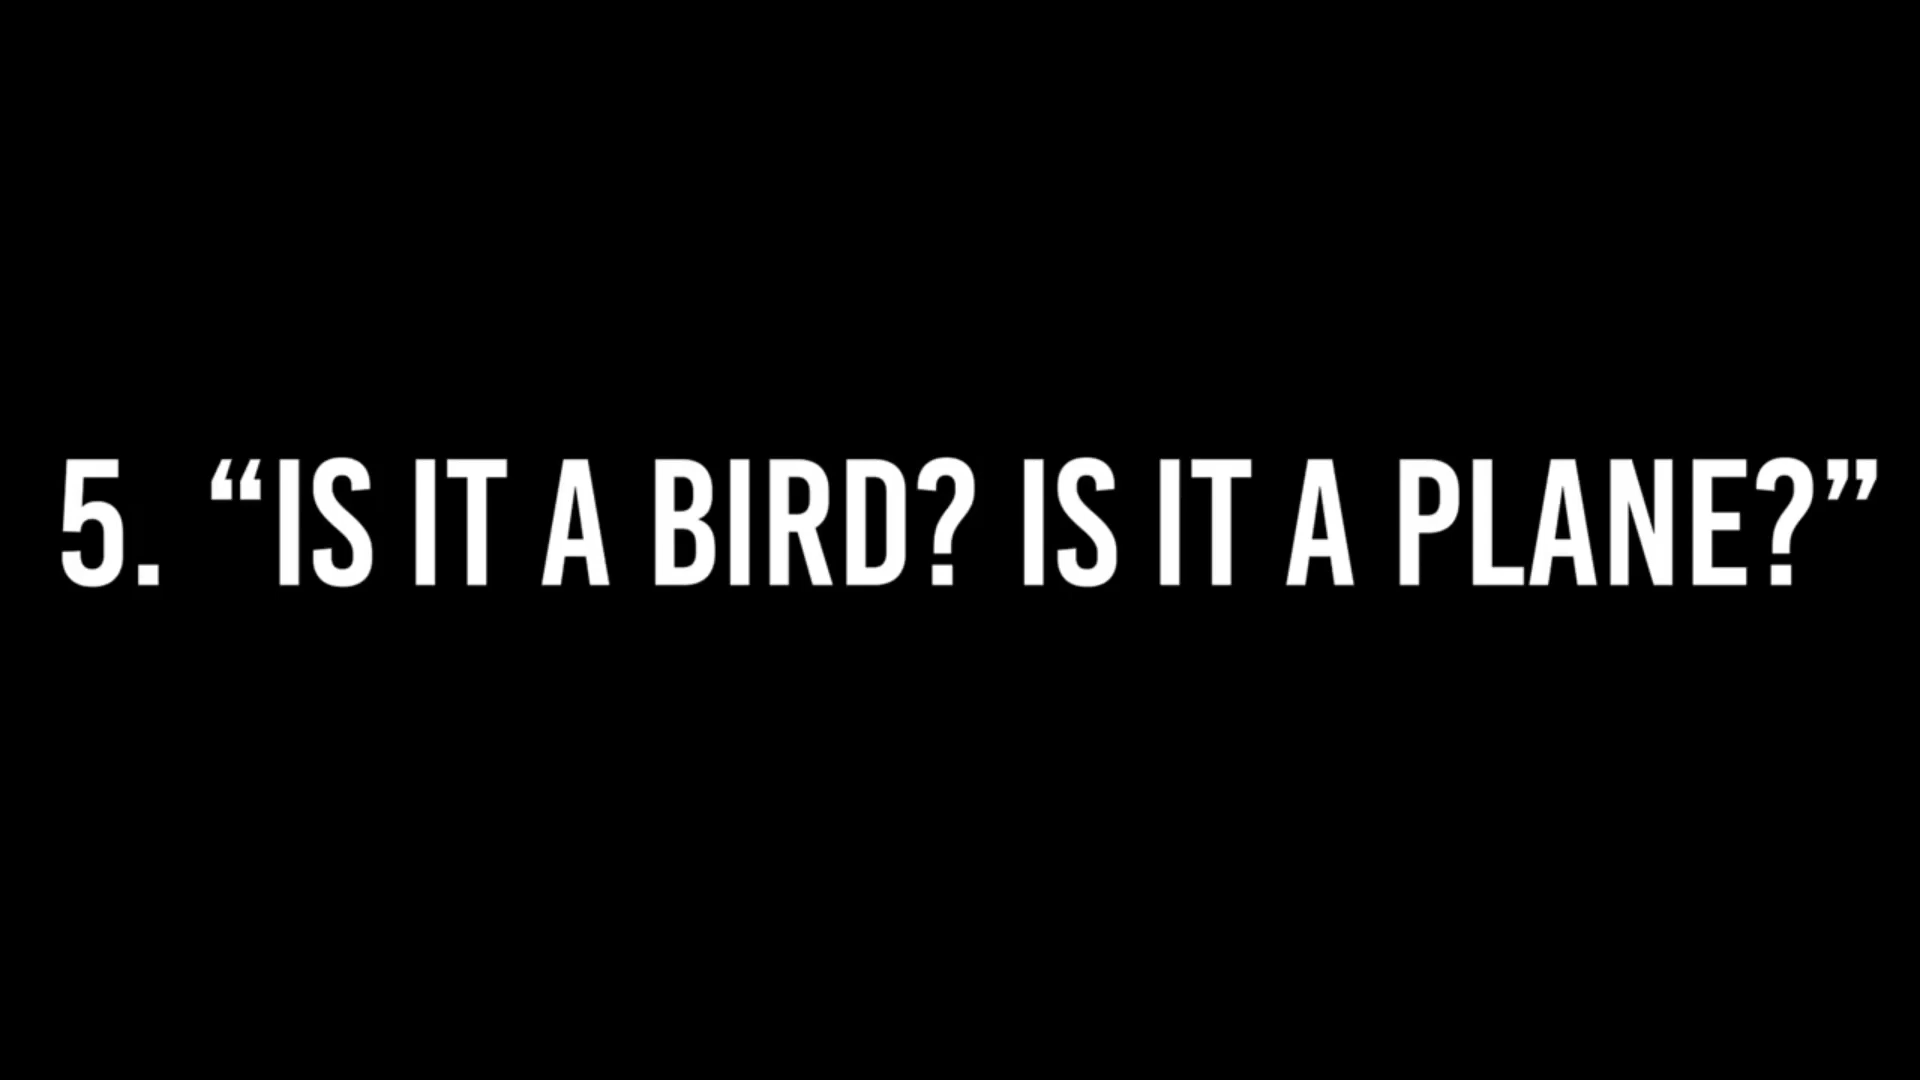 5. “IS IT A BIRD? IS IT A PLANE?”